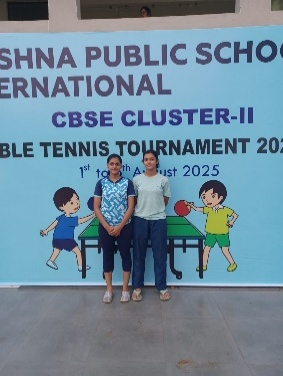 SHNA PUBLIC SCHOO
ERNATIONAL
CBSE CLUSTER-II
BLE TENNIS TOURNAMENT 202
1st to August 2025